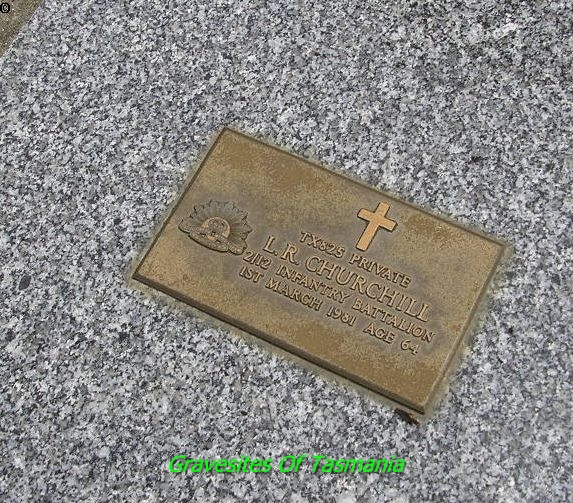 TX825 PRIVATE
L. R. CHURCHILL
2/12 INFANTRY BATTALION
1ST MARCH 1981 AGE 64
Gravesites Of Tasmania